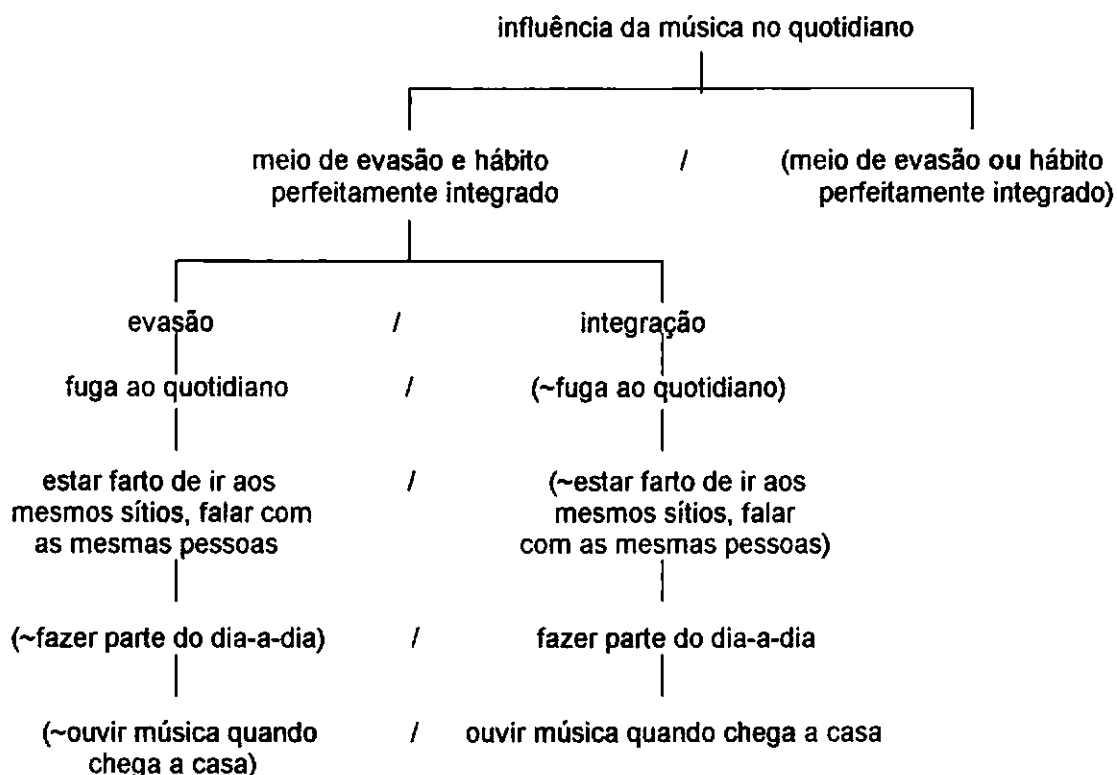 influência da música no quotidiano
meio de evasão e hábito / (meio de evasão ou hábito
perfeitamente integrado perfeitamente integrado)
evasão / integração
fuga ao quotidiano / (~fuga ao quotidiano)
estar farto de ir aos / (~estar farto de ir aos
mesmos sítios, falar com mesmos sítios, falar
as mesmas pessoas com as mesmas pessoas)
(~fazer parte do dia-a-dia) / fazer parte do dia-a-dia
(~ouvir música quando / ouvir música quando chega a casa
chega a casa)